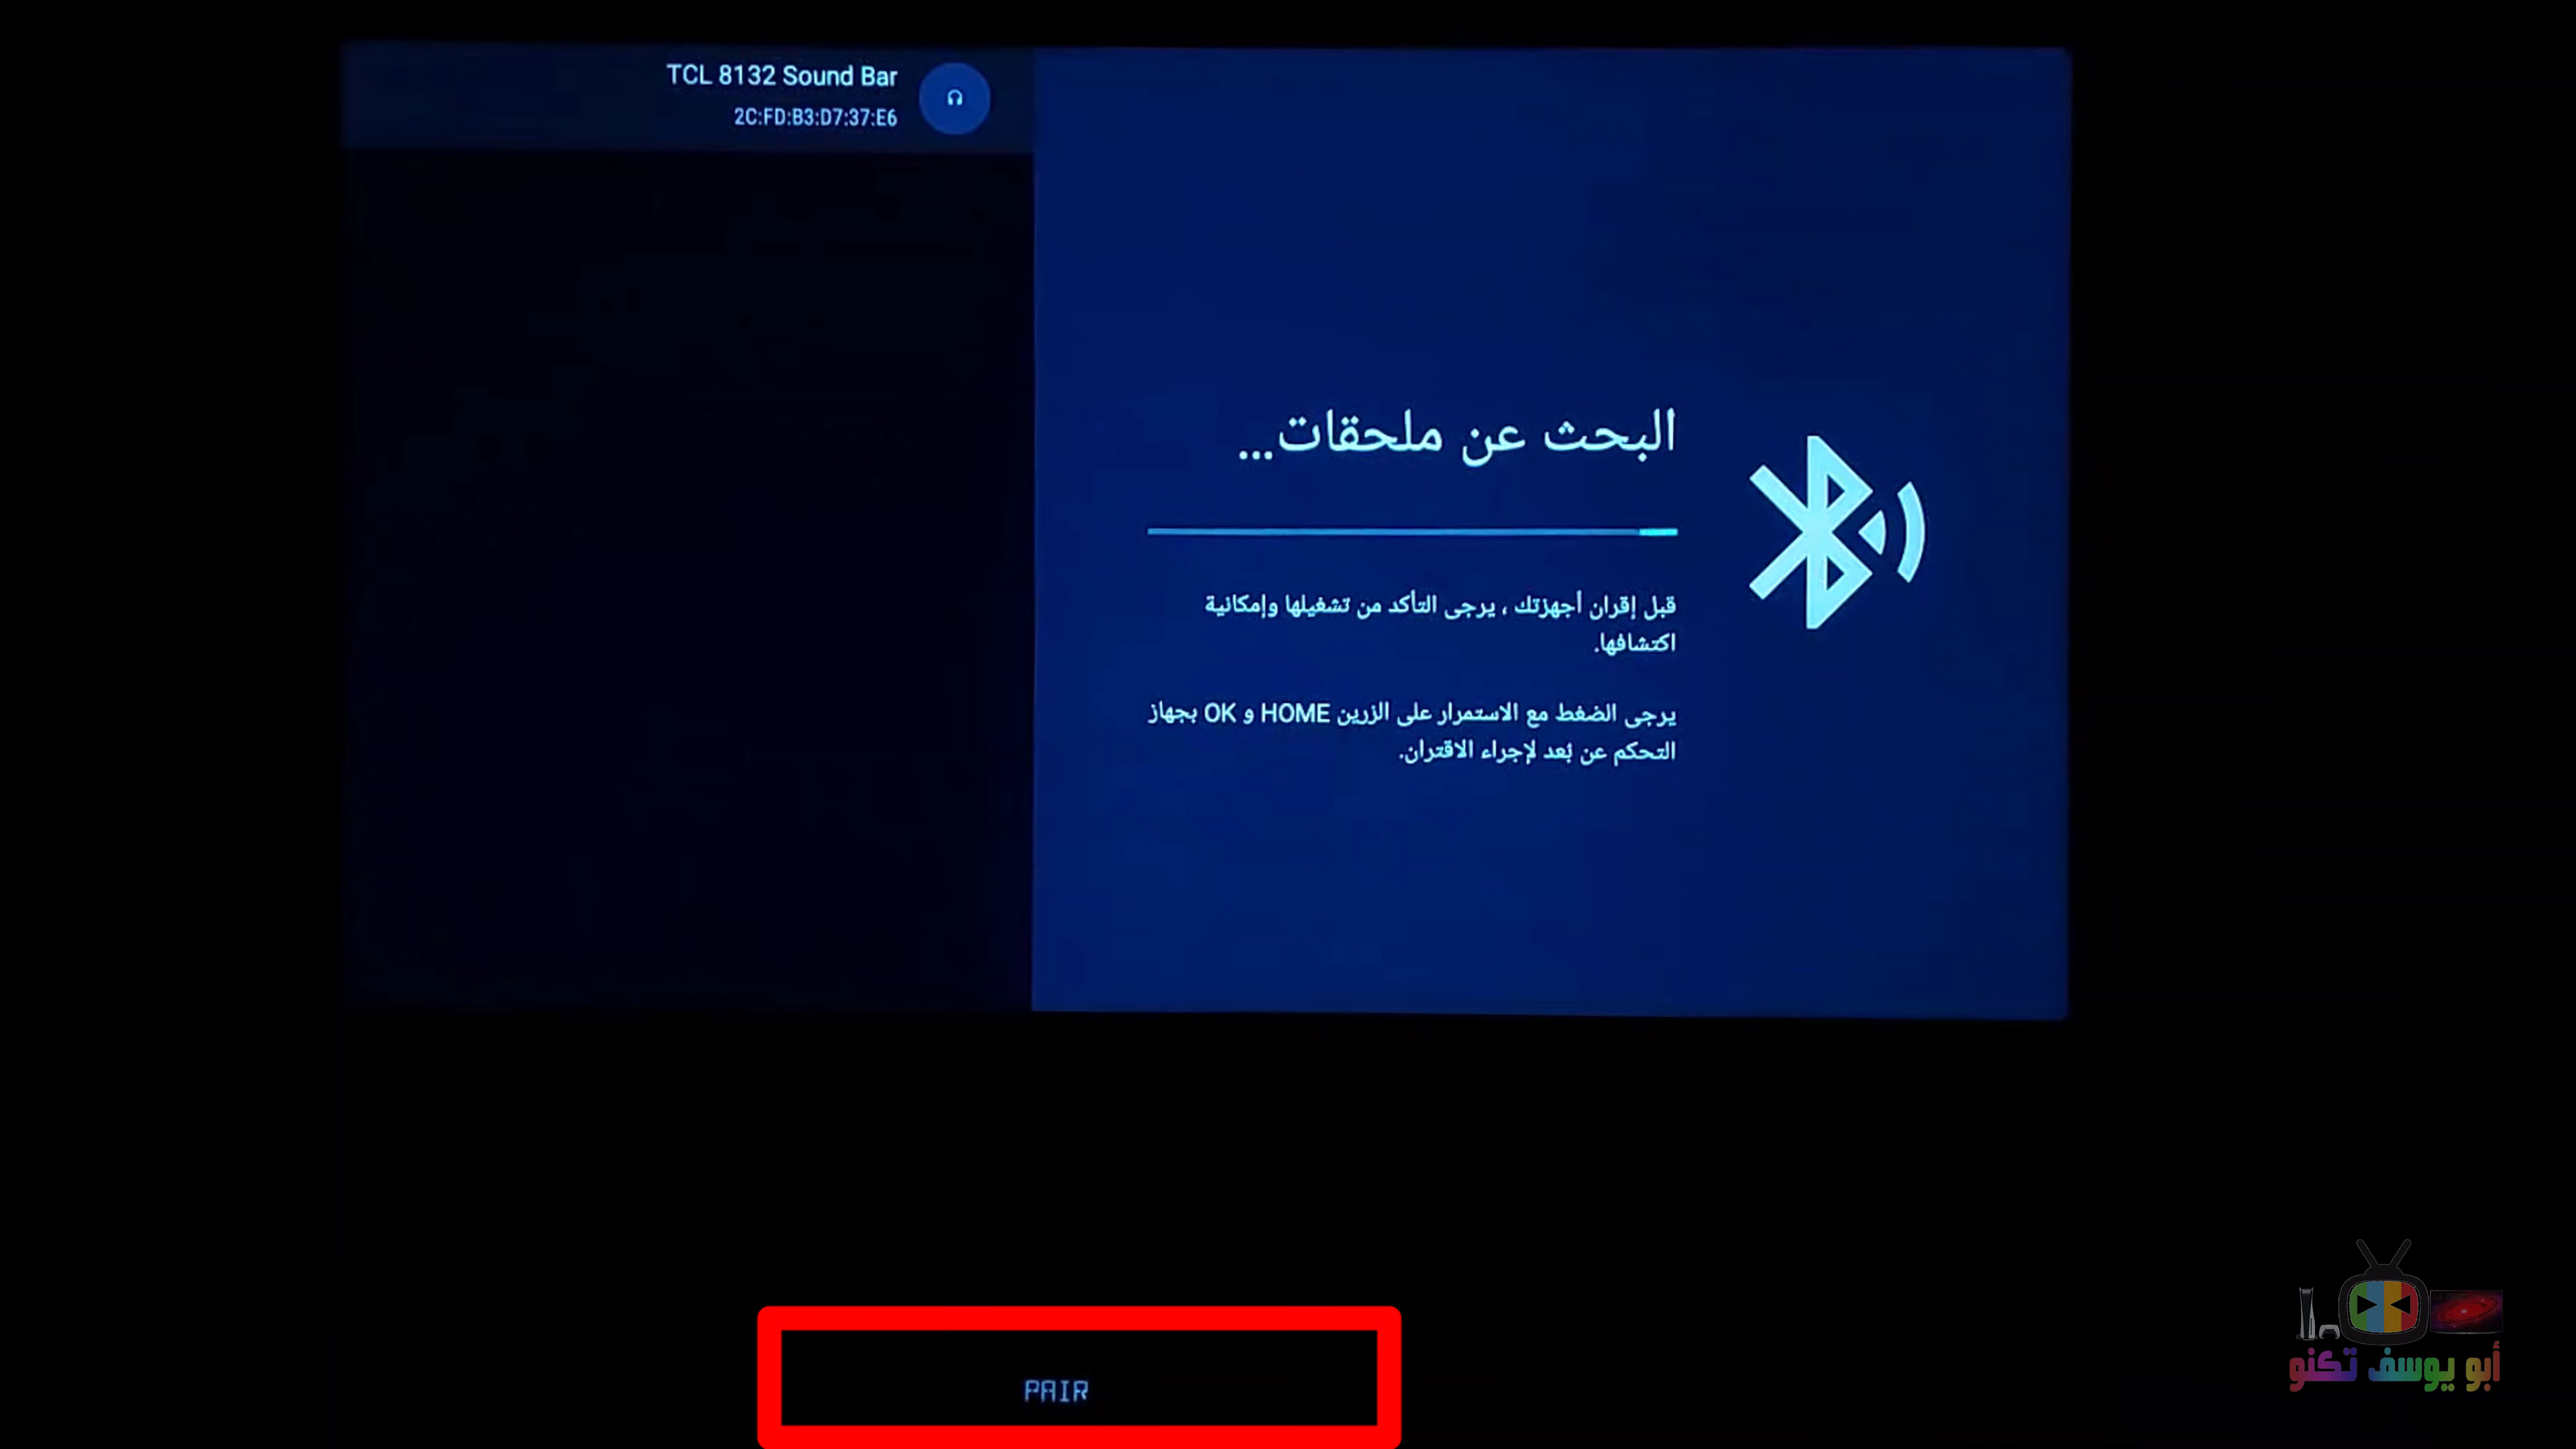 TCL 8132 Sound Bar
2C:FD:B3:D7:37:E6
البحث عن ملحقات...
قبل إقران أجهزتك ، يرجى التأكد من تشغيلها وإمكانية
اكتشافها.
يرجى الضغط مع الاستمرار على الزرين HOME و OK بجهاز
التحكم عن بُعد لإجراء الاقتران.
PAIR
أبو يوسف تكنو